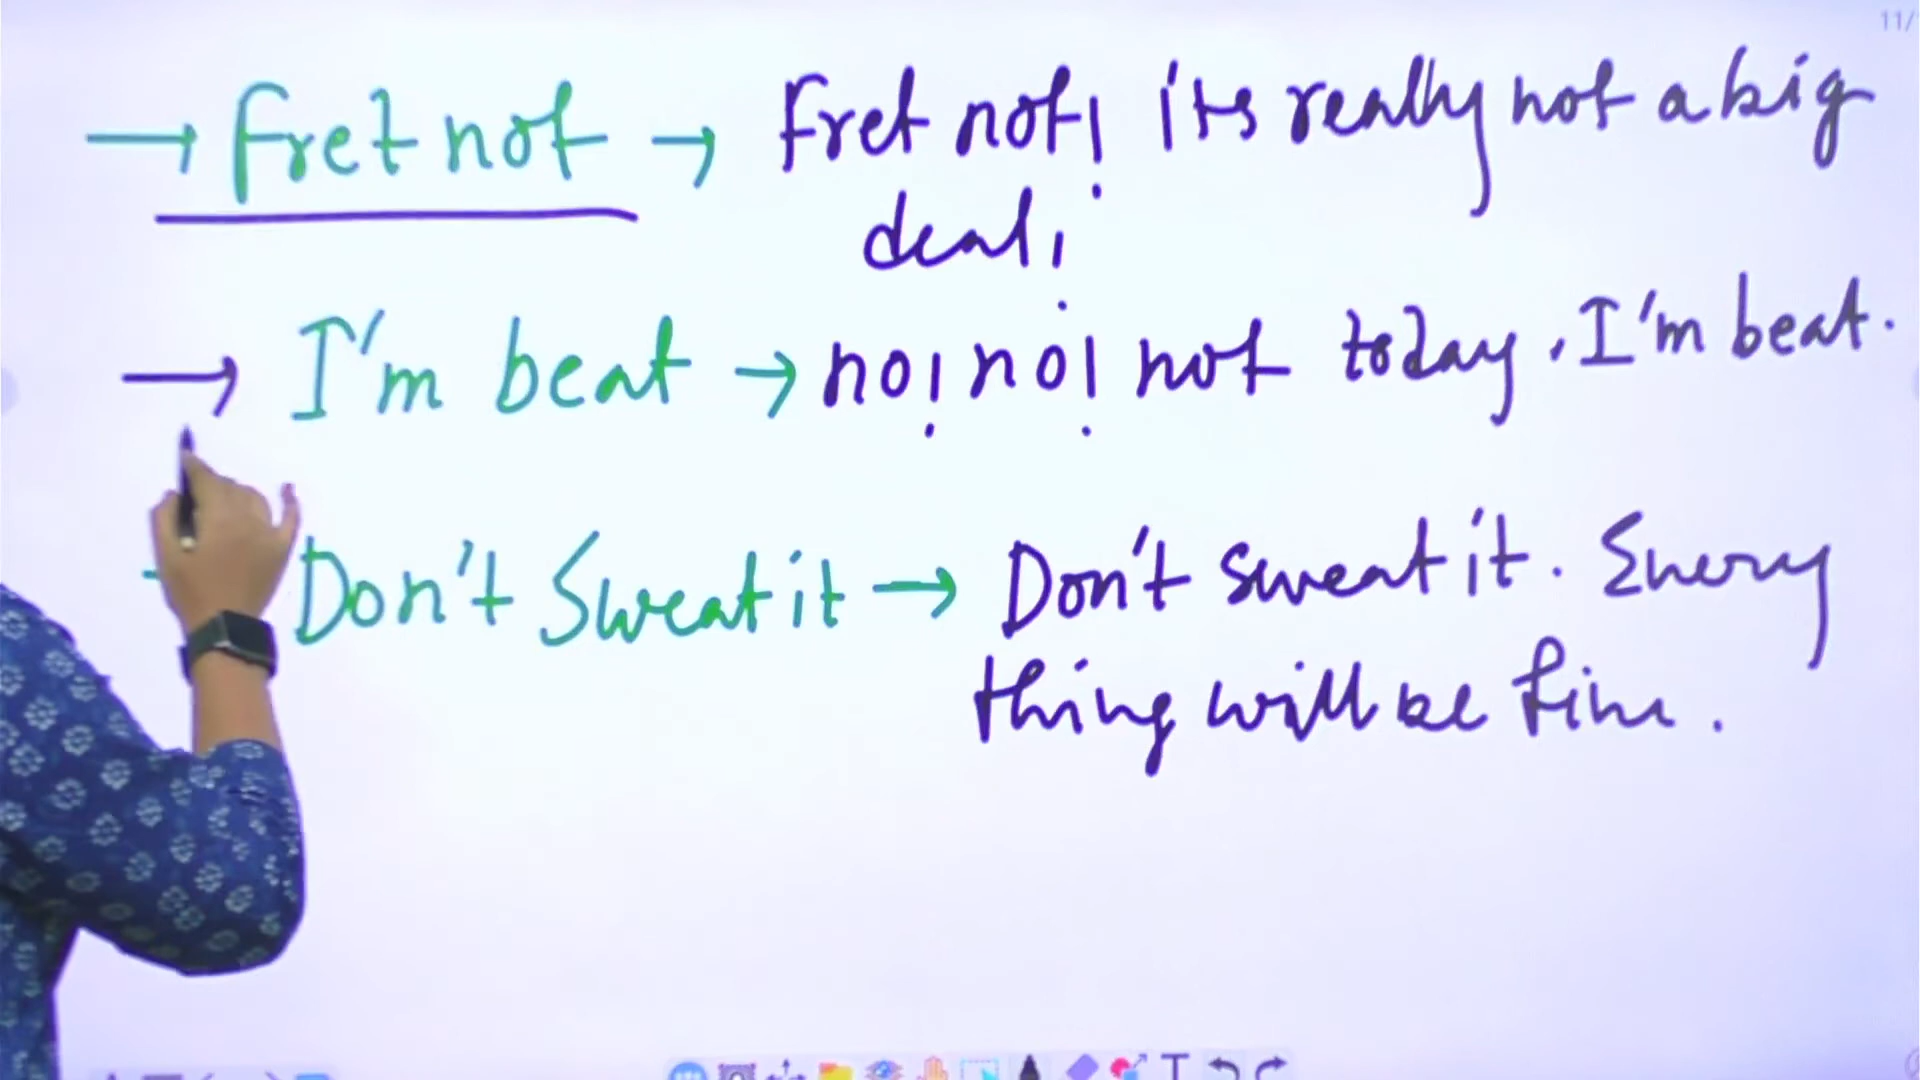 11/
→ Fret not → Fret not! its really not a big
deal!
→ I'm beat → no! no! not today, I'm beat.
Don't Sweat it → Don't sweat it. Every
thing will be fine.
T